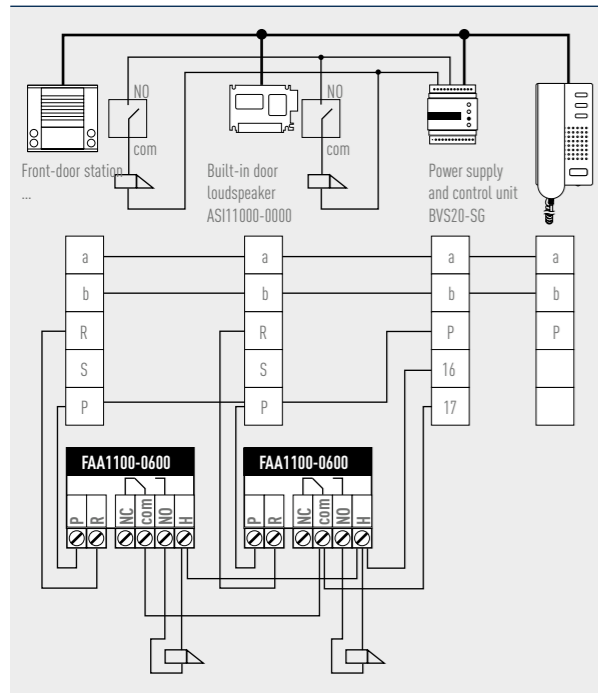 NO
NO
com
com
Front-door station
...
Built-in door
loudspeaker
ASI11000-0000
Power supply
and control unit
BVS20-SG
a a a a
b b b b
R R P P
S S 16
P P 17
FAA1100-0600
FAA1100-0600
P R NC com NO H
P R NC com NO H